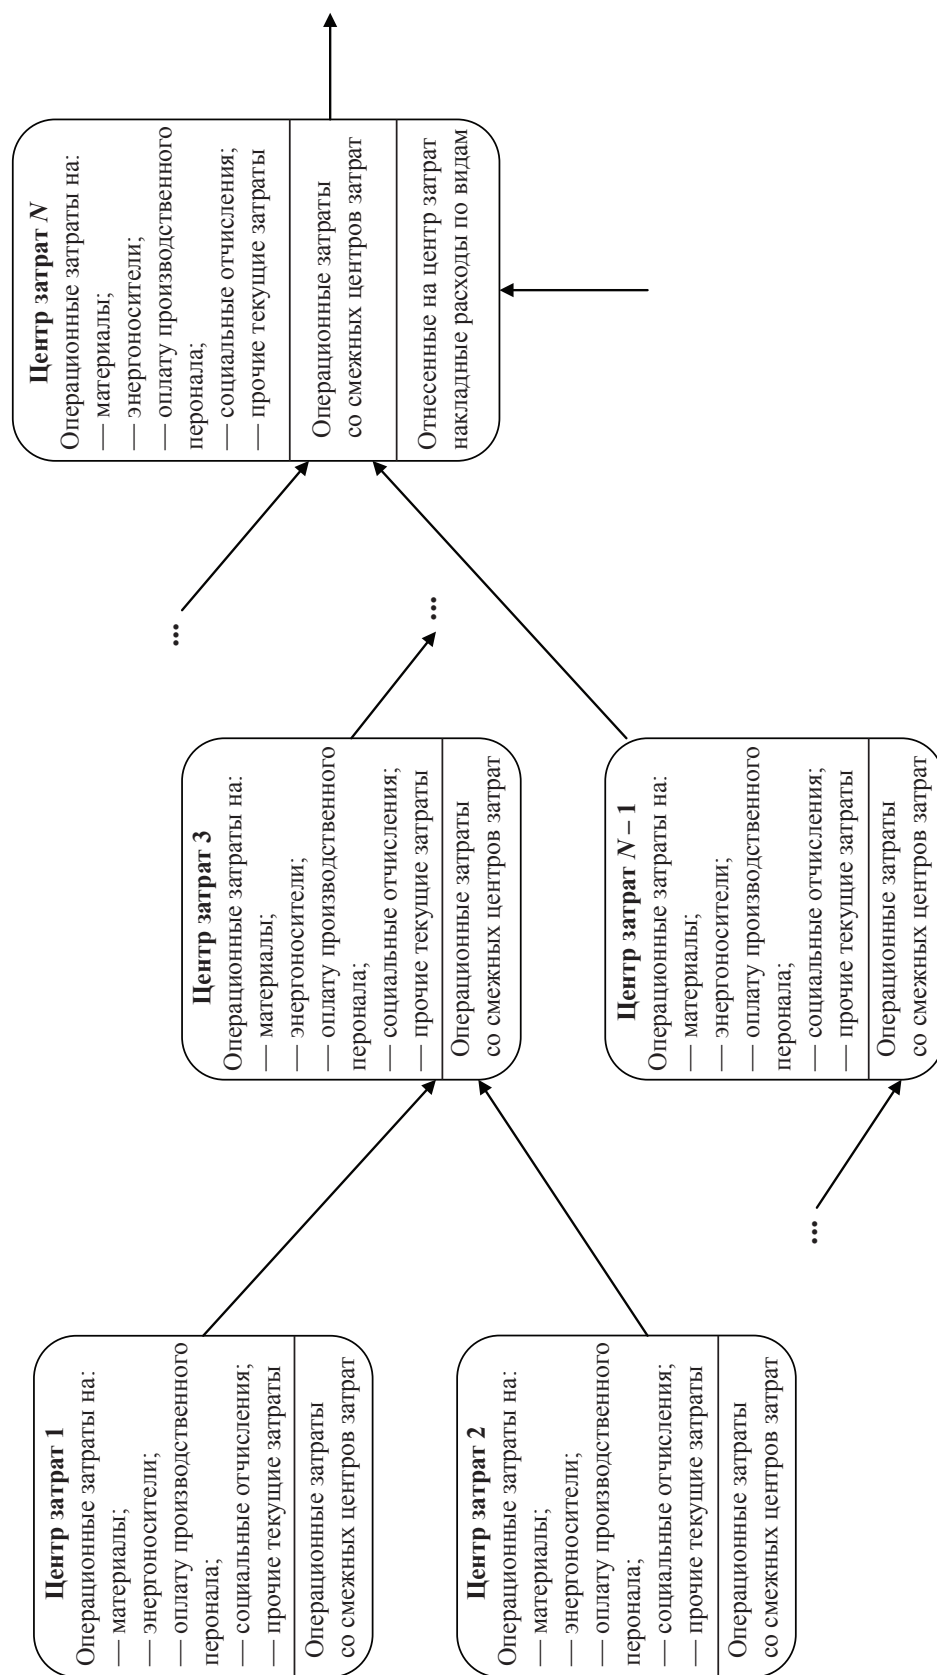 Центр затрат 1
Операционные затраты на:
— материалы;
— энергоносители;
— оплату производственного
перонала;
— социальные отчисления;
— прочие текущие затраты
Операционные затраты
со смежных центров затрат
Центр затрат 2
Операционные затраты на:
— материалы;
— энергоносители;
— оплату производственного
перонала;
— социальные отчисления;
— прочие текущие затраты
Операционные затраты
со смежных центров затрат
Центр затрат 3
Операционные затраты на:
— материалы;
— энергоносители;
— оплату производственного
перонала;
— социальные отчисления;
— прочие текущие затраты
Операционные затраты
со смежных центров затрат
...
...
Центр затрат N – 1
Операционные затраты на:
— материалы;
— энергоносители;
— оплату производственного
перонала;
— социальные отчисления;
— прочие текущие затраты
Операционные затраты
со смежных центров затрат
...
Центр затрат N
Операционные затраты на:
— материалы;
— энергоносители;
— оплату производственного
перонала;
— социальные отчисления;
— прочие текущие затраты
Операционные затраты
со смежных центров затрат
Отнесенные на центр затрат
накладные расходы по видам